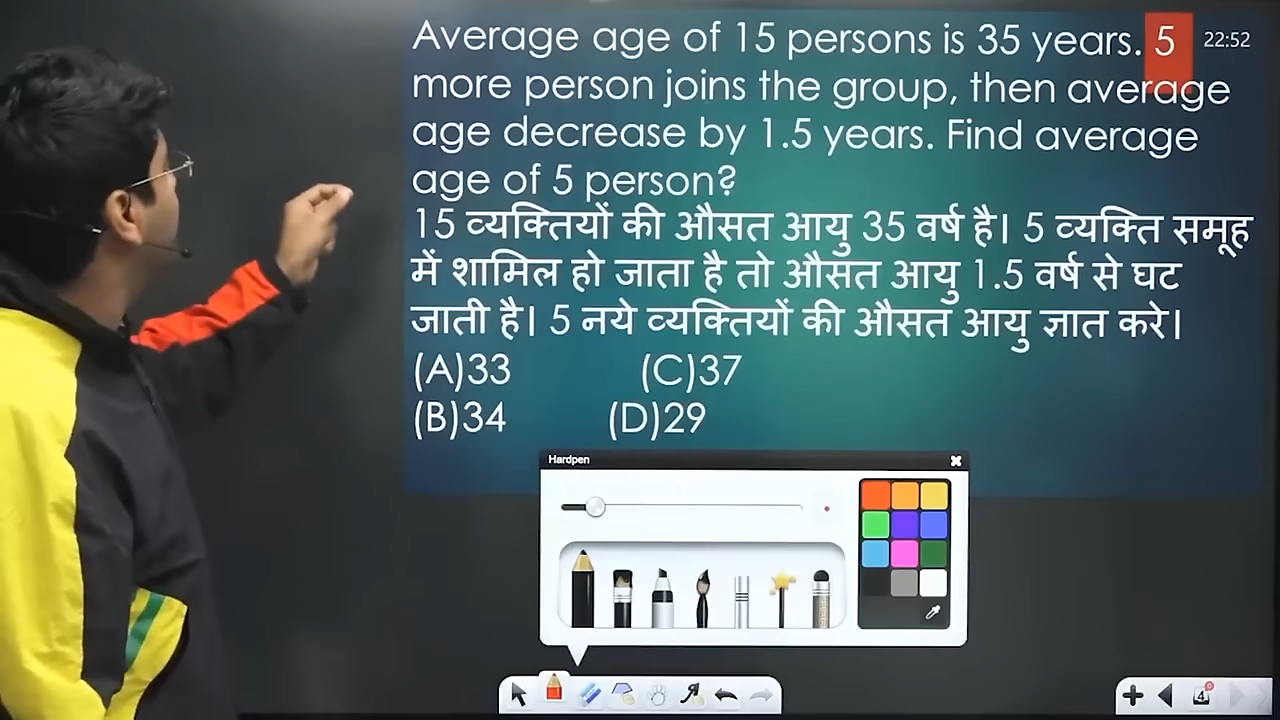 Average age of 15 persons is 35 years. 5
22:52
more person joins the group, then average
age decrease by 1.5 years. Find average
age of 5 person?
15 व्यक्तियों की औसत आयु 35 वर्ष है। 5 व्यक्ति समूह
में शामिल हो जाता है तो औसत आयु 1.5 वर्ष से घट
जाती है। 5 नये व्यक्तियों की औसत आयु ज्ञात करे।
(A)33 (C)37
(B)34 (D)29
Hardpen
4